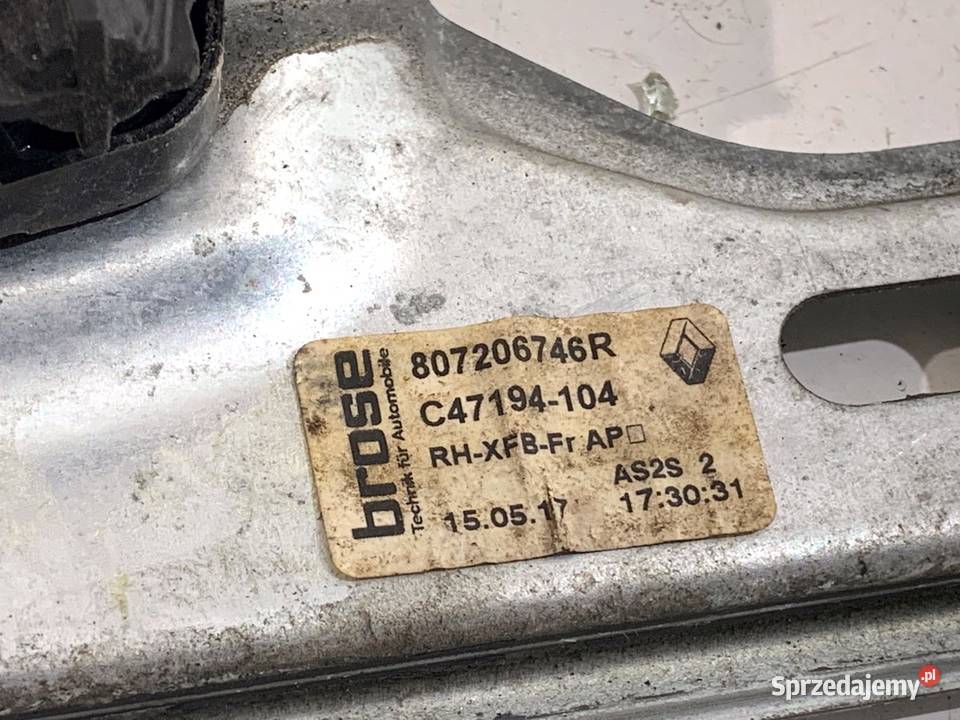 brose
Technik für Automobile
807206746R
C47194-104
RH-XFB-Fr AP□
AS2S 2
15.05.17 17:30:31
Sprzedajemy.pl